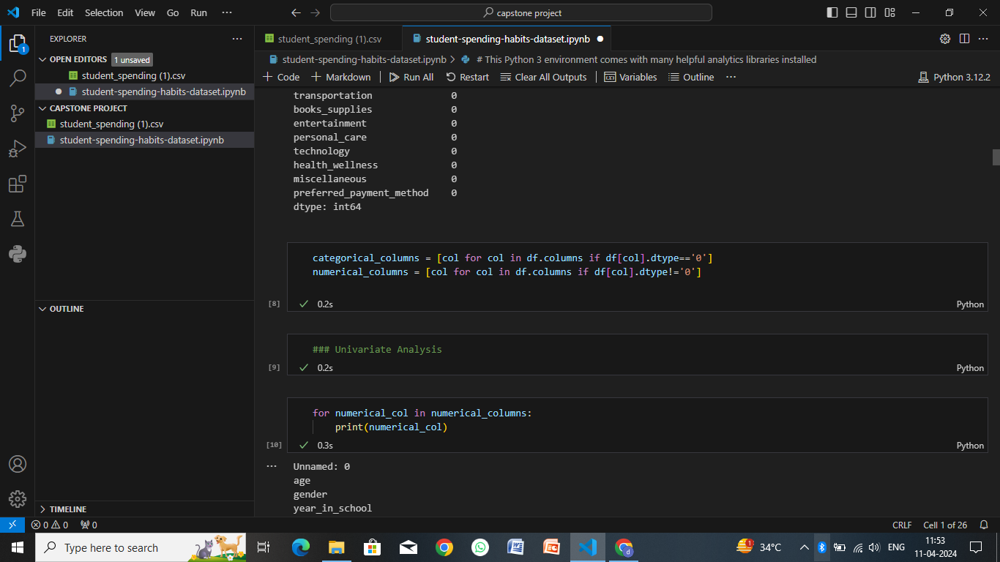 File Edit Selection View Go Run ···
capstone project
EXPLORER ···
OPEN EDITORS 1 unsaved
student_spending (1).csv
student-spending-habits-dataset.ipynb
CAPSTONE PROJECT
student_spending (1).csv
student-spending-habits-dataset.ipynb
OUTLINE
TIMELINE
1
student_spending (1).csv student-spending-habits-dataset.ipynb
student-spending-habits-dataset.ipynb > # This Python 3 environment comes with many helpful analytics libraries installed
+ Code + Markdown Run All Restart Clear All Outputs Variables Outline ··· Python 3.12.2
transportation 0
books_supplies 0
entertainment 0
personal_care 0
technology 0
health_wellness 0
miscellaneous 0
preferred_payment_method 0
dtype: int64
categorical_columns = [col for col in df.columns if df[col].dtype=='0']
numerical_columns = [col for col in df.columns if df[col].dtype!='0']
[8] ✓ 0.2s Python
### Univariate Analysis
[9] ✓ 0.2s Python
for numerical_col in numerical_columns:
print(numerical_col)
[10] ✓ 0.3s Python
··· Unnamed: 0
age
gender
year_in_school
0 0 0 CRLF Cell 1 of 26
Type here to search
34°C ENG 11:53
11-04-2024